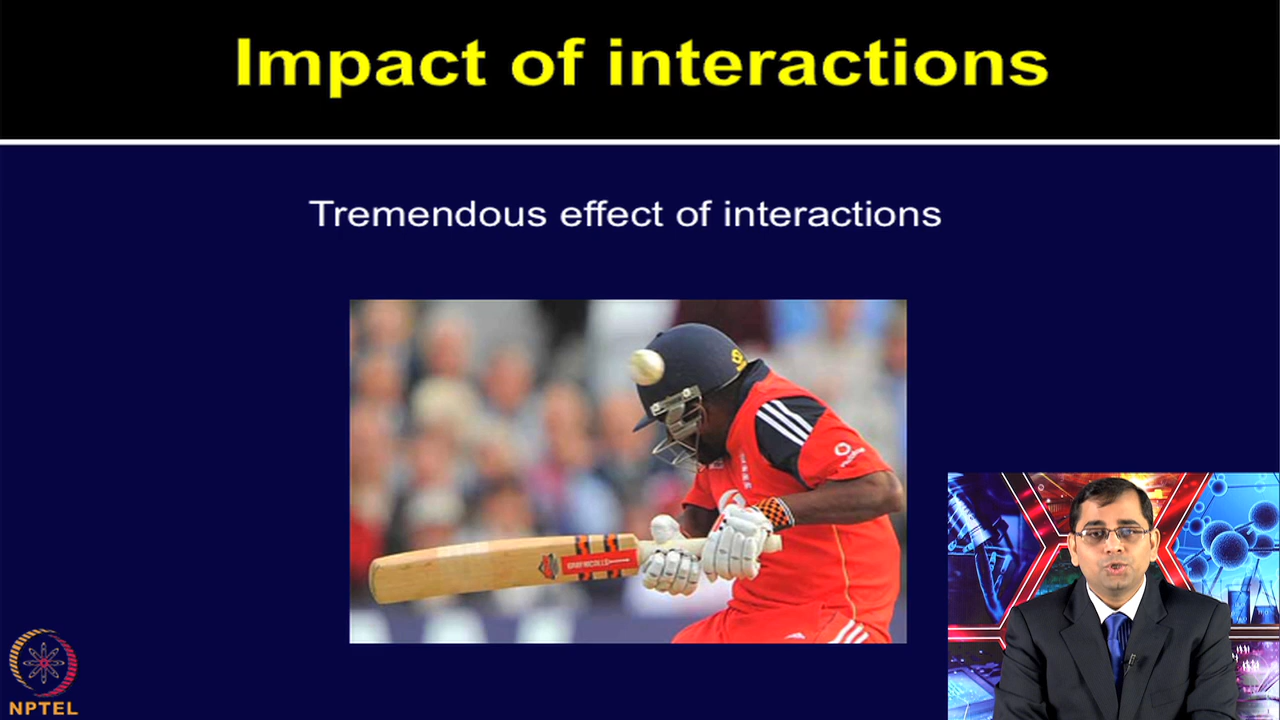 Impact of interactions
Tremendous effect of interactions
NPTEL